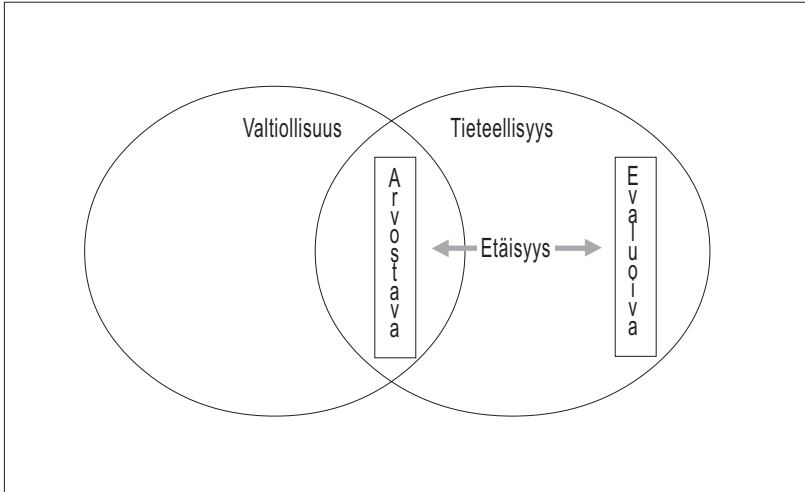 Valtiollisuus
Tieteellisyys
Arvostava
Etäisyys
Evaluoiva